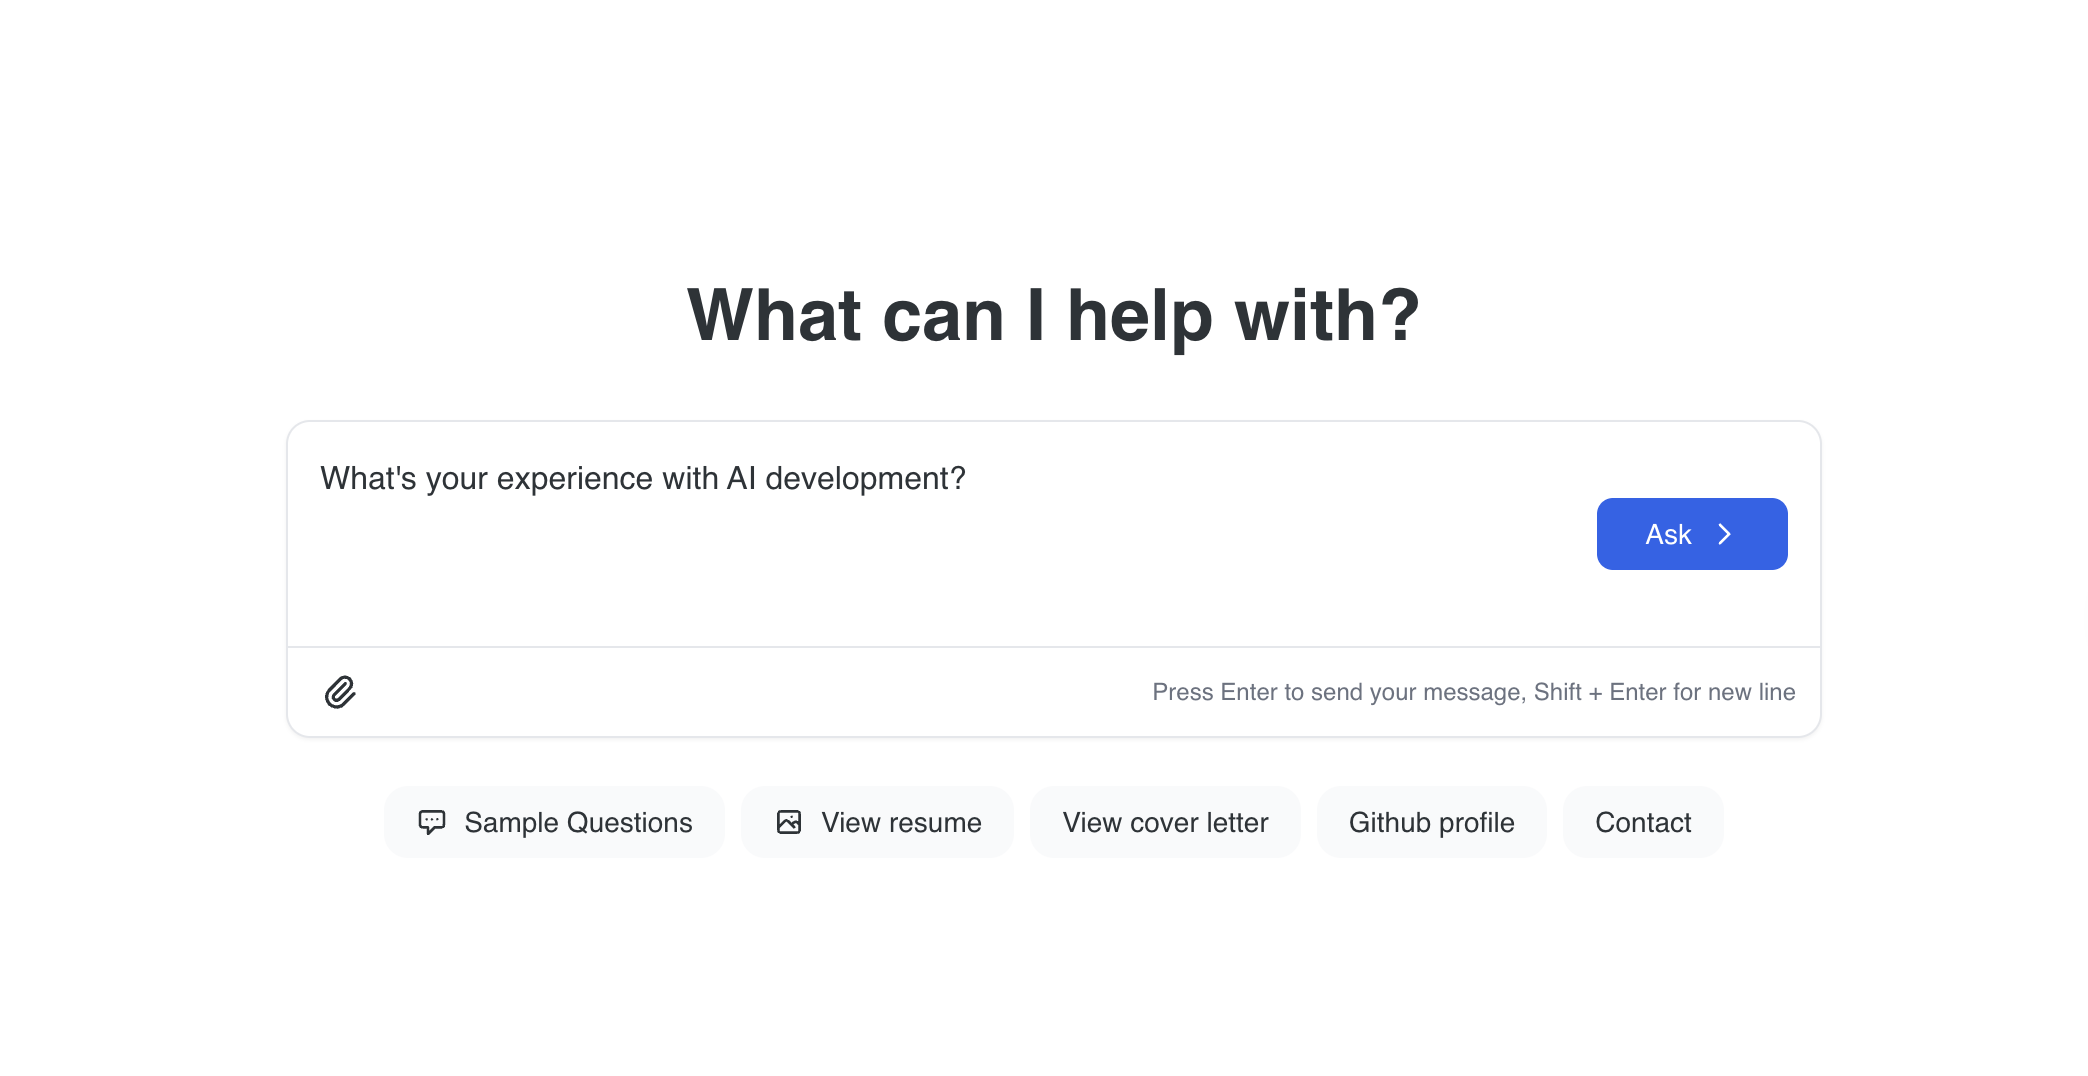 What can I help with?
What's your experience with AI development?
Ask
Press Enter to send your message, Shift + Enter for new line
Sample Questions
View resume
View cover letter
Github profile
Contact